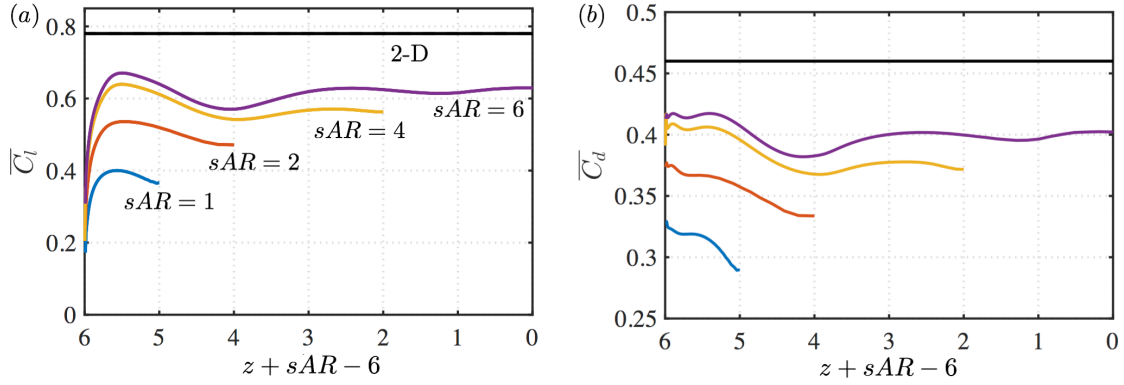 (a)
0.8
0.6
0.4
0.2
0
2-D
sAR = 6
sAR = 4
sAR = 2
sAR = 1
6 5 4 3 2 1 0
z + sAR − 6
C_l
(b)
0.5
0.45
0.4
0.35
0.3
0.25
6 5 4 3 2 1 0
z + sAR − 6
C_d